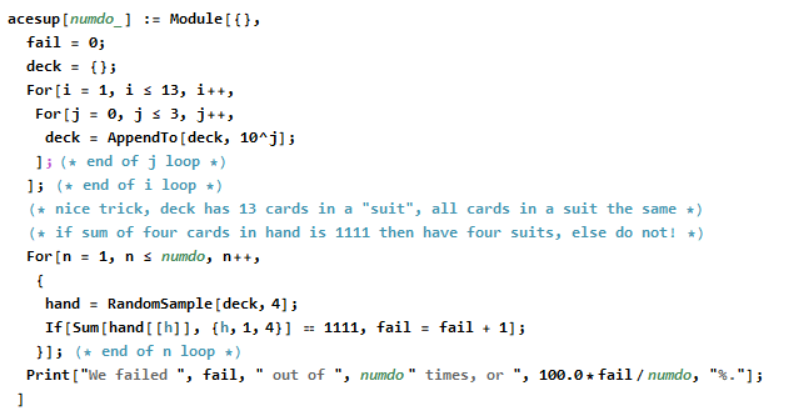 acesup[numdo_] := Module[{},
fail = 0;
deck = {};
For[i = 1, i ≤ 13, i++,
For[j = 0, j ≤ 3, j++,
deck = AppendTo[deck, 10^j];
]; (* end of j loop *)
]; (* end of i loop *)
(* nice trick, deck has 13 cards in a "suit", all cards in a suit the same *)
(* if sum of four cards in hand is 1111 then have four suits, else do not! *)
For[n = 1, n ≤ numdo, n++,
{
hand = RandomSample[deck, 4];
If[Sum[hand[[h]], {h, 1, 4}] == 1111, fail = fail + 1];
}]; (* end of n loop *)
Print["We failed ", fail, " out of ", numdo " times, or ", 100.0*fail/numdo, "%."];
]